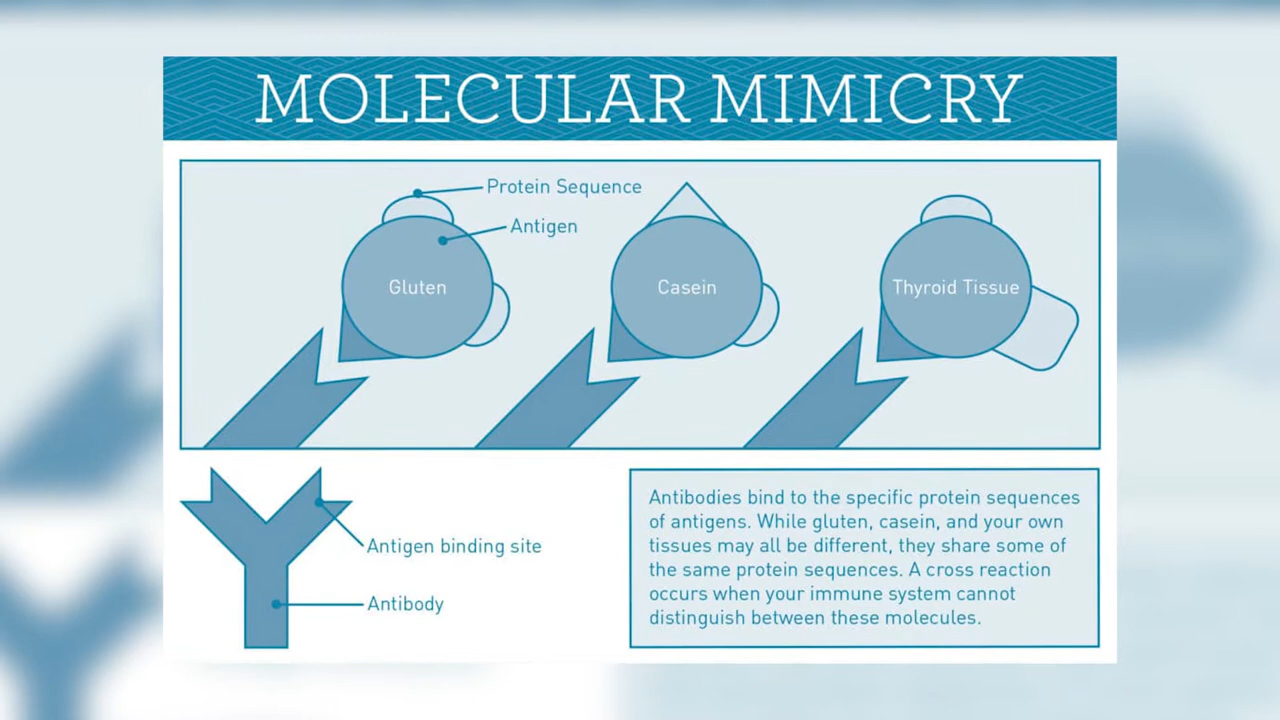 MOLECULAR MIMICRY
Protein Sequence
Antigen
Gluten
Casein
Thyroid Tissue
Antigen binding site
Antibody
Antibodies bind to the specific protein sequences
of antigens. While gluten, casein, and your own
tissues may all be different, they share some of
the same protein sequences. A cross reaction
occurs when your immune system cannot
distinguish between these molecules.